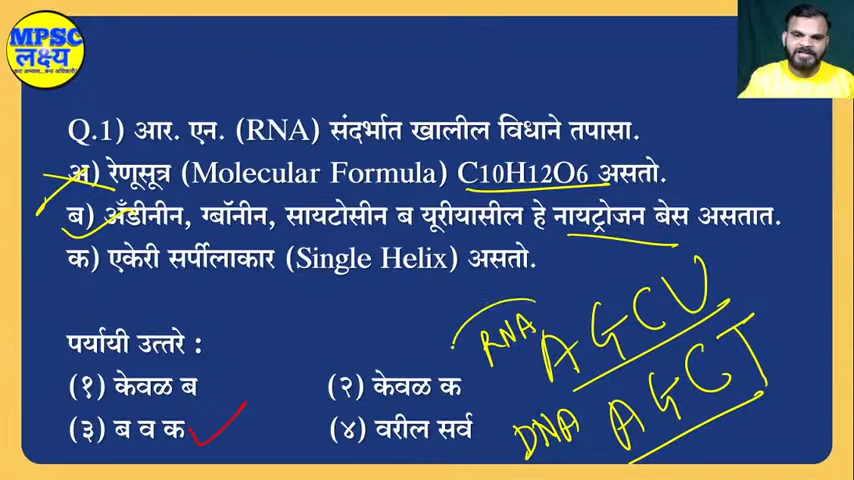 MPSC
लक्ष्य
Q.1) आर. एन. (RNA) संदर्भात खालील विधाने तपासा.
अ) रेणूसूत्र (Molecular Formula) C10H12O6 असतो.
ब) अँडीनीन, ग्बॉनीन, सायटोसीन ब यूरीयासील हे नायट्रोजन बेस असतात.
क) एकेरी सर्पीलाकार (Single Helix) असतो.
पर्यायी उत्तरे :
(१) केवळ ब
(२) केवळ क
(३) ब व क
(४) वरील सर्व
RNA AGCU
DNA AGCT